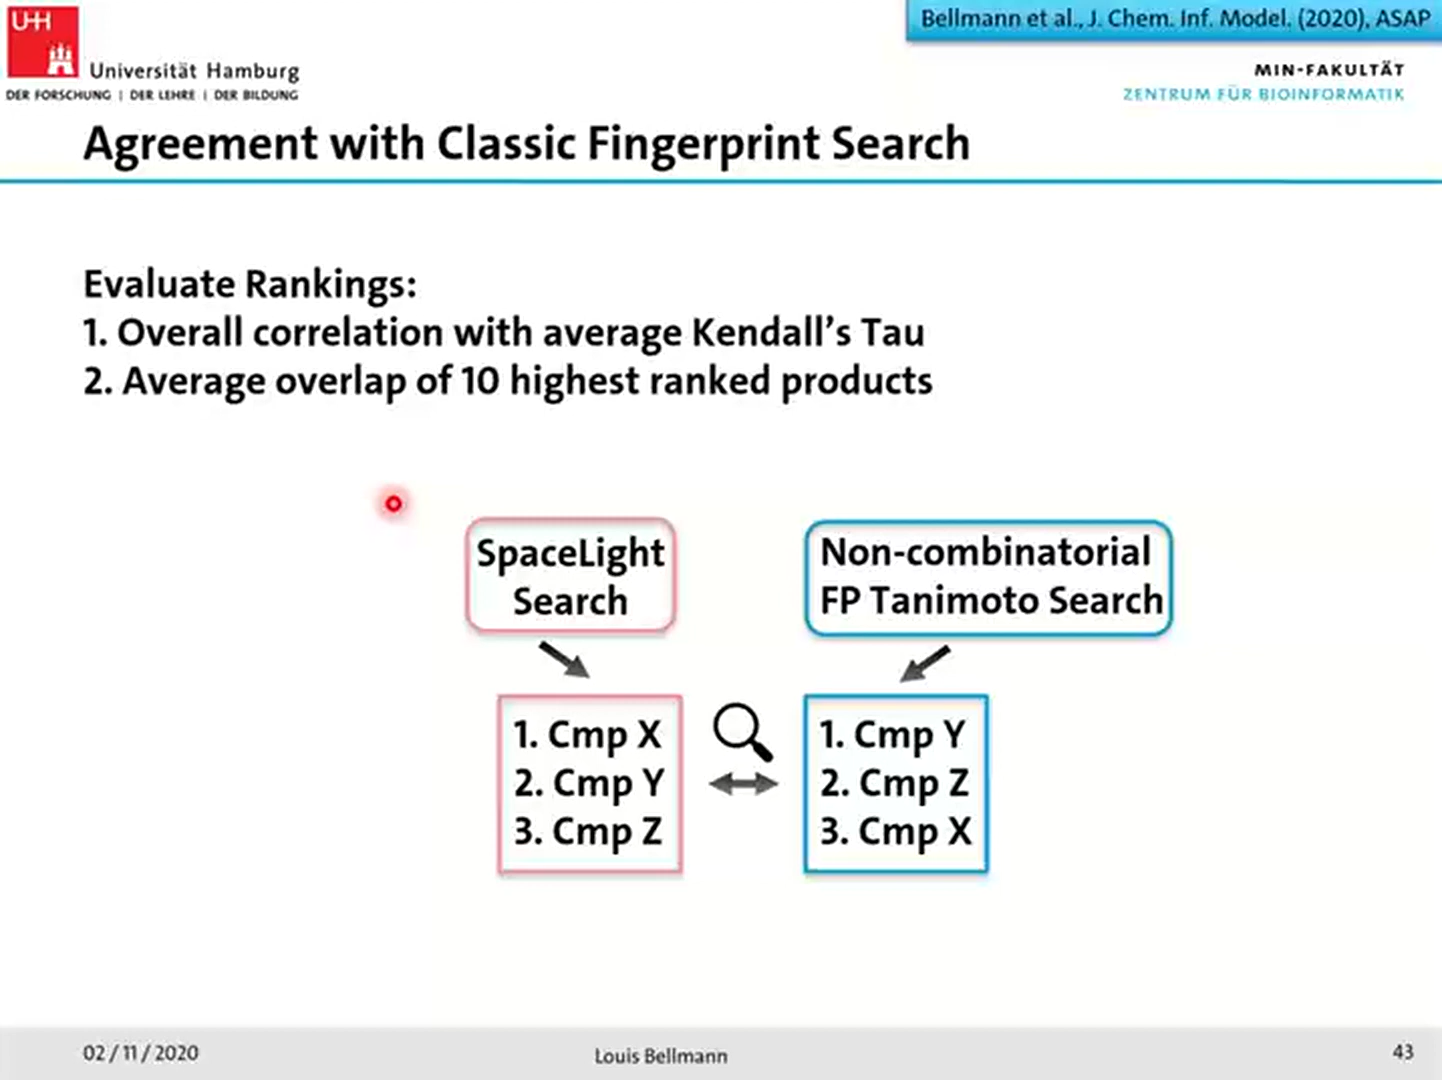 UHH
Bellmann et al., J. Chem. Inf. Model. (2020), ASAP
Universität Hamburg
DER FORSCHUNG | DER LEHRE | DER BILDUNG
MIN-FAKULTÄT
ZENTRUM FÜR BIOINFORMATIK
Agreement with Classic Fingerprint Search
Evaluate Rankings:
1. Overall correlation with average Kendall's Tau
2. Average overlap of 10 highest ranked products
SpaceLight
Search
Non-combinatorial
FP Tanimoto Search
1. Cmp X
2. Cmp Y
3. Cmp Z
1. Cmp Y
2. Cmp Z
3. Cmp X
02 / 11 / 2020
Louis Bellmann
43